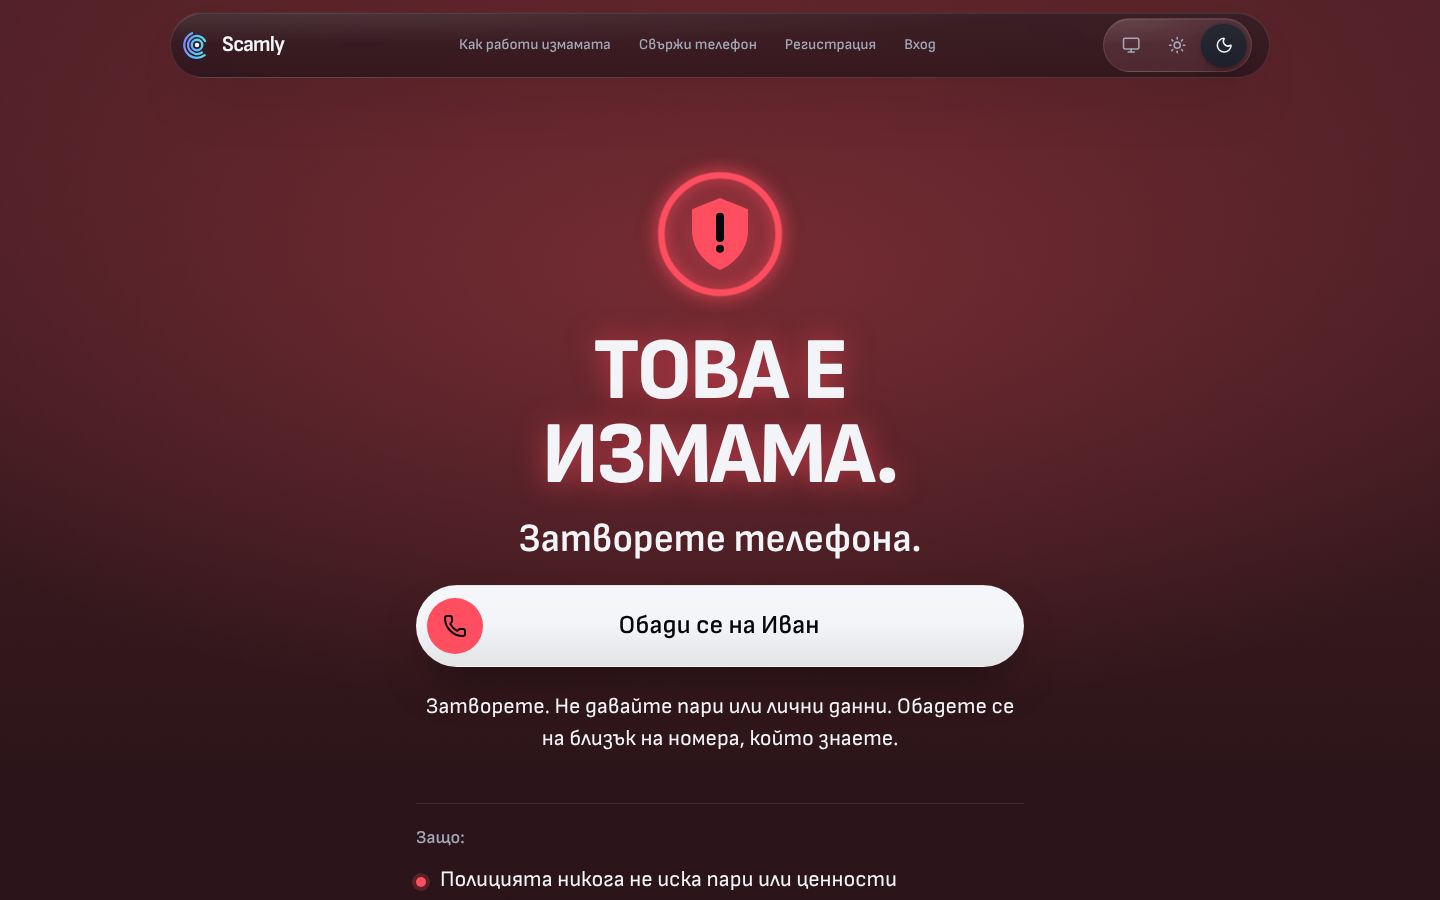 Scamly
Как работи измамата
Свържи телефон
Регистрация
Вход
ТОВА Е
ИЗМАМА.
Затворете телефона.
Обади се на Иван
Затворете. Не давайте пари или лични данни. Обадете се
на близък на номера, който знаете.
Защо:
Полицията никога не иска пари или ценности